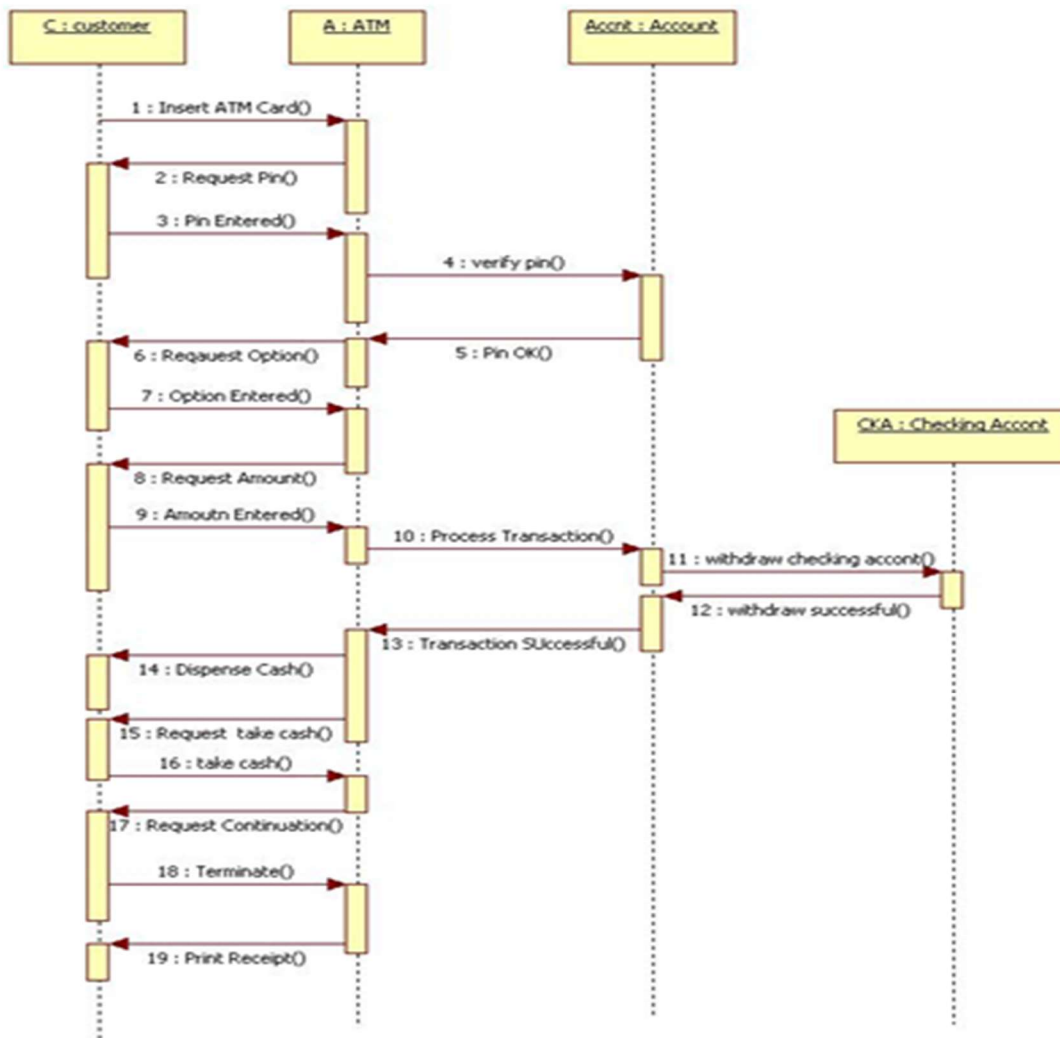 C : customer
A : ATM
Accnt : Account
1 : Insert ATM Card()
2 : Request Pin()
3 : Pin Entered()
4 : verify pin()
5 : Pin OK()
6 : Reqauest Option()
7 : Option Entered()
CKA : Checking Accont
8 : Request Amount()
9 : Amoutn Entered()
10 : Process Transaction()
11 : withdraw checking accont()
12 : withdraw successful()
13 : Transaction SUccessful()
14 : Dispense Cash()
15 : Request take cash()
16 : take cash()
17 : Request Continuation()
18 : Terminate()
19 : Print Receipt()